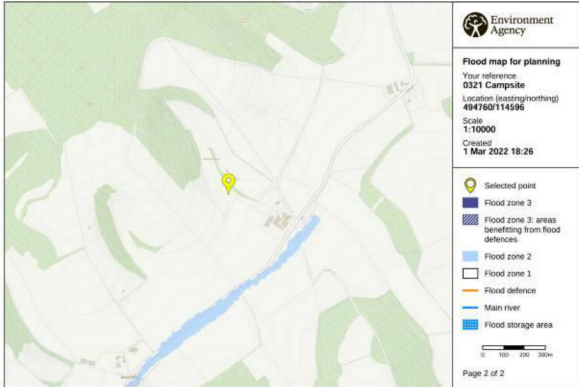 Environment
Agency
Flood map for planning
Your reference
0321 Campsite
Location (easting/northing)
494760/114596
Scale
1:10000
Created
1 Mar 2022 18:26
Selected point
Flood zone 3
Flood zone 3: areas
benefitting from flood
defences
Flood zone 2
Flood zone 1
Flood defence
Main river
Flood storage area
0 100 200 300m
Page 2 of 2